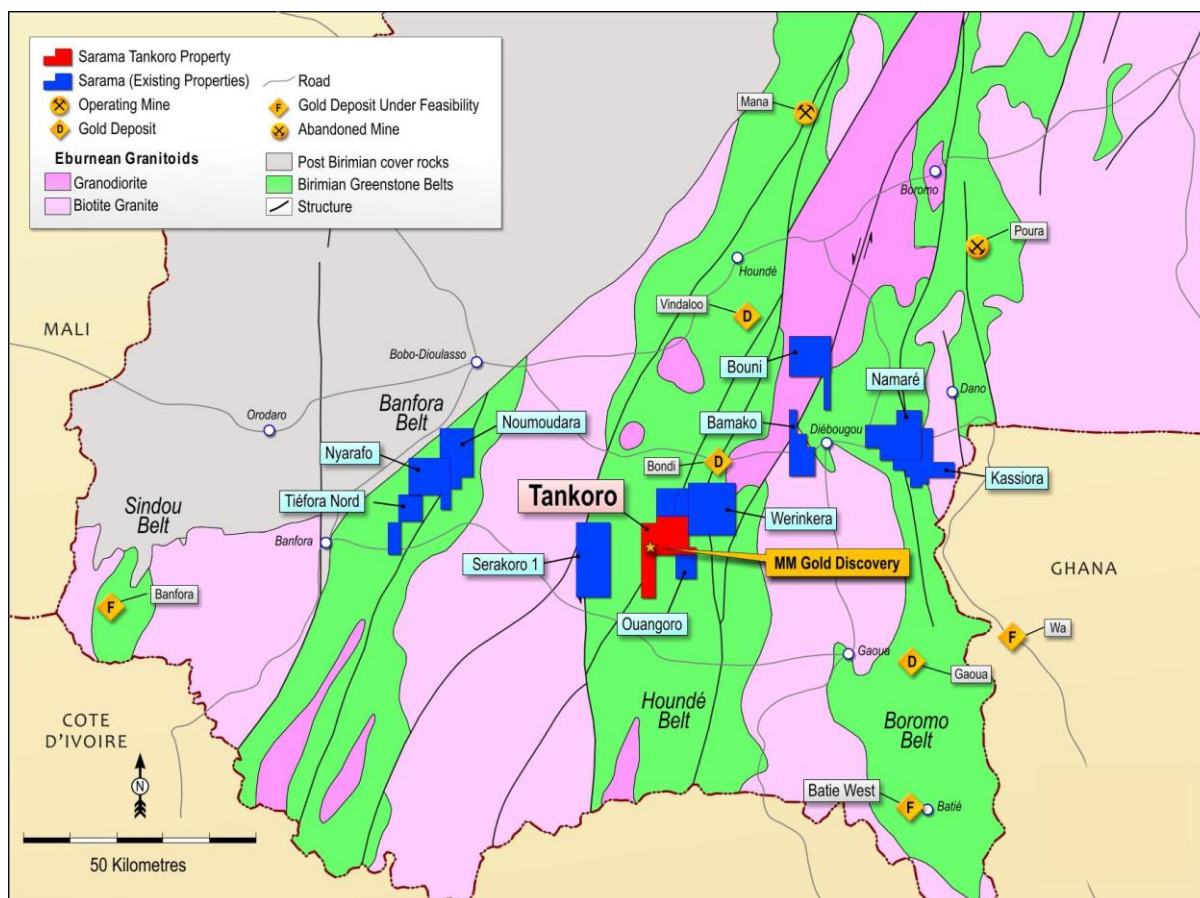 Sarama Tankoro Property
Sarama (Existing Properties)
Operating Mine
D
Gold Deposit
Road
F
Gold Deposit Under Feasibility
Abandoned Mine
Eburnean Granitoids
Granodiorite
Biotite Granite
Post Birimian cover rocks
Birimian Greenstone Belts
Structure
Mana
Boromo
Poura
Houndé
Vindaloo
D
MALI
Bobo-Dioulasso
Bouni
Namaré
Dano
Banfora
Belt
Orodaro
Noumoudara
Bamako
Diébougou
Nyarafo
Bondi
D
Kassiora
Tiéfora Nord
Tankoro
Sindou
Belt
Werinkera
Banfora
Serakoro 1
MM Gold Discovery
GHANA
Banfora
F
Ouangoro
Wa
F
Gaoua
D
Gaoua
Houndé
Belt
COTE
D'IVOIRE
Boromo
Belt
N
Batie West
F
Batié
50 Kilometres